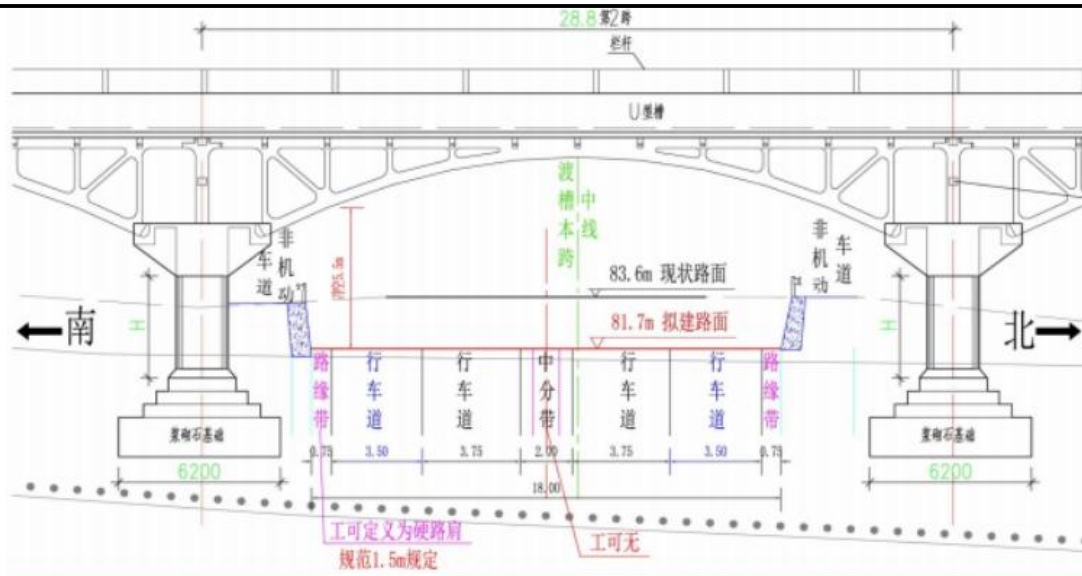 28.8第2跨
栏杆
U型槽
渡槽本跨
中线
净空5.5m
非机动
车道
非机动
车道
83.6m 现状路面
81.7m 拟建路面
南
北
H
H
路缘带
行车道
行车道
中分带
行车道
行车道
路缘带
浆砌石基础
浆砌石基础
0.75
3.50
3.75
2.00
3.75
3.50
0.75
6200
6200
18.00
工可定义为硬路肩
规范1.5m规定
工可无